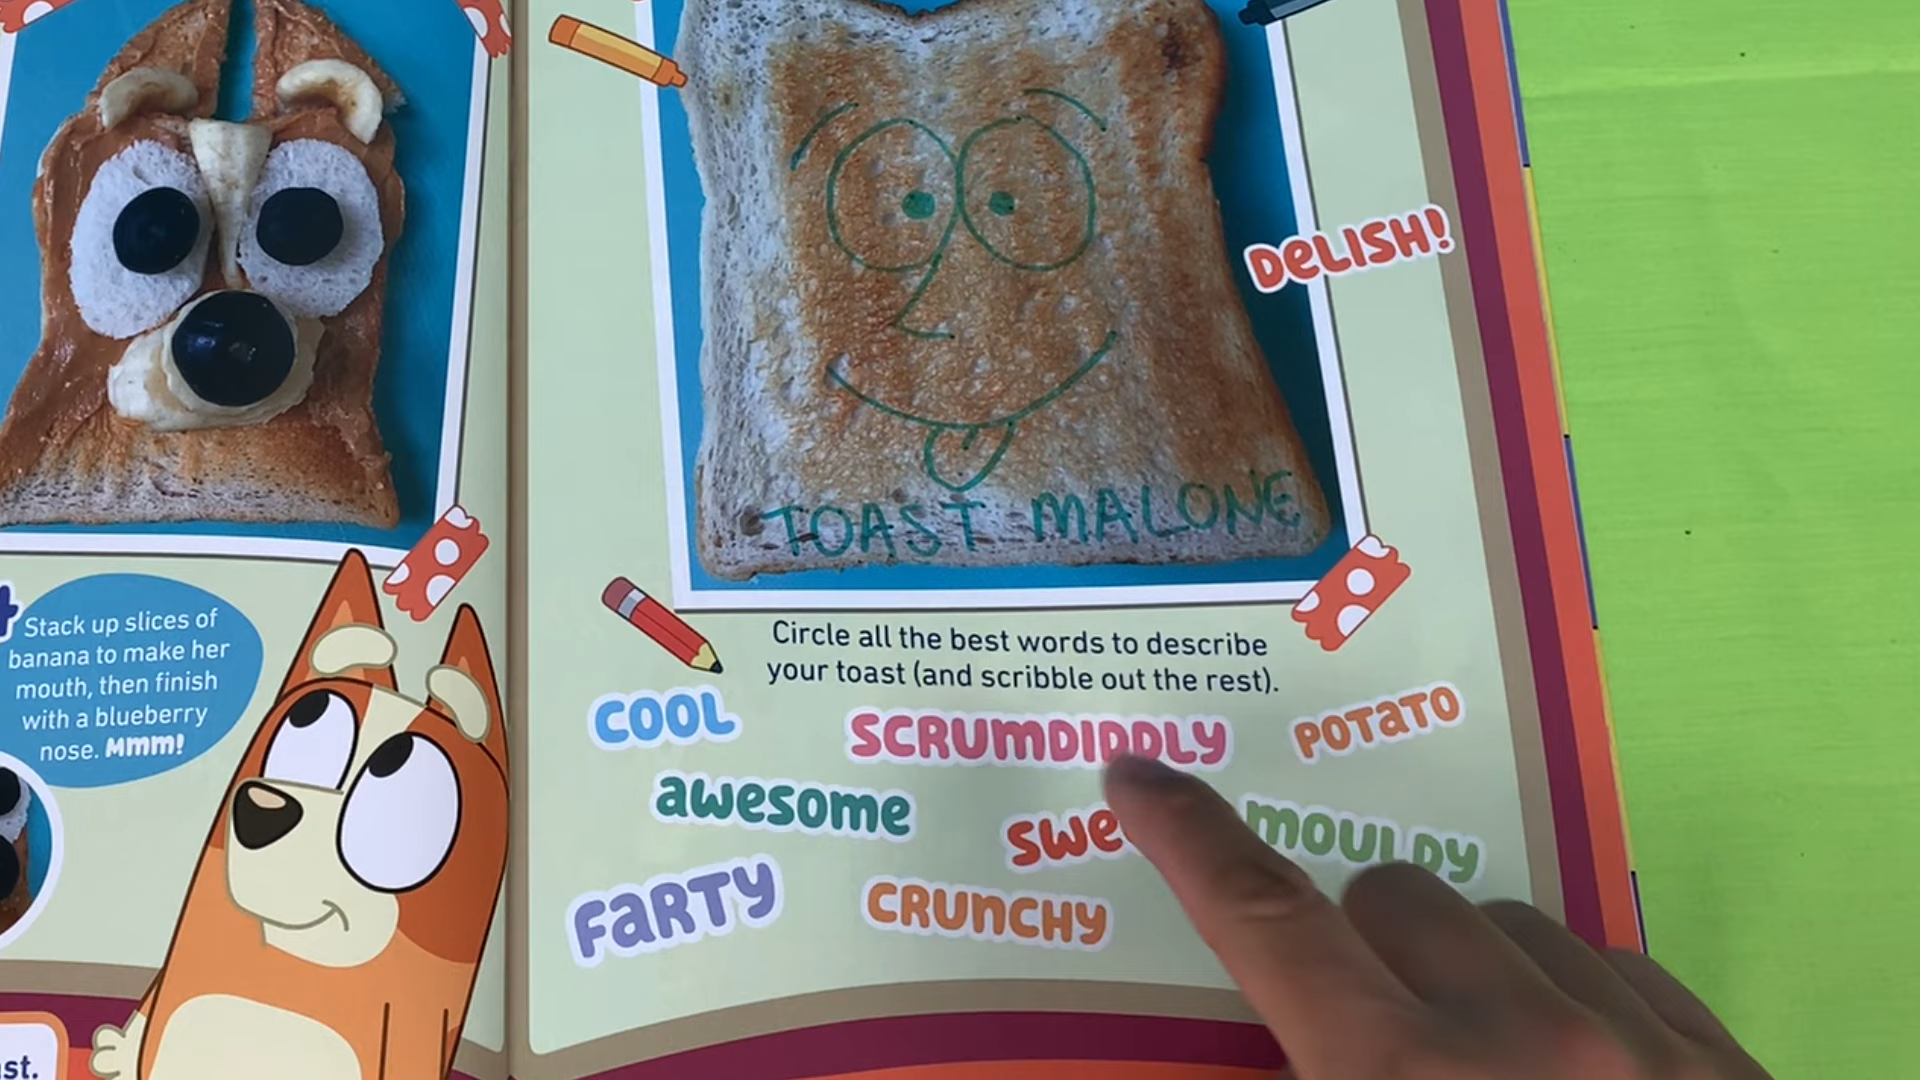 Stack up slices of
banana to make her
mouth, then finish
with a blueberry
nose. Mmm!
st.
DELISH!
TOAST MALONE
Circle all the best words to describe
your toast (and scribble out the rest).
COOL
SCRUMDIDDLY
POTATO
awesome
swee
MOULDY
FARTY
CRUNCHY